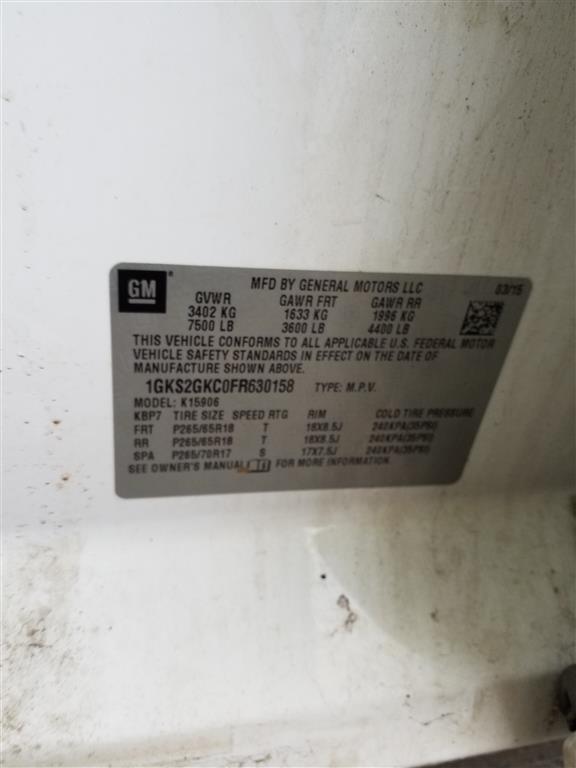 GM®
MFD BY GENERAL MOTORS LLC 03/15
GVWR GAWR FRT GAWR RR
3402 KG 1633 KG 1996 KG
7500 LB 3600 LB 4400 LB
THIS VEHICLE CONFORMS TO ALL APPLICABLE U.S. FEDERAL MOTOR
VEHICLE SAFETY STANDARDS IN EFFECT ON THE DATE OF
MANUFACTURE SHOWN ABOVE.
1GKS2GKC0FR630158 TYPE: M.P.V.
MODEL: K15906
KBP7 TIRE SIZE SPEED RTG RIM COLD TIRE PRESSURE
FRT P265/65R18 T 18X8.5J 240KPA(35PSI)
RR P265/65R18 T 18X8.5J 240KPA(35PSI)
SPA P265/70R17 S 17X7.5J 240KPA(35PSI)
SEE OWNER'S MANUAL FOR MORE INFORMATION.